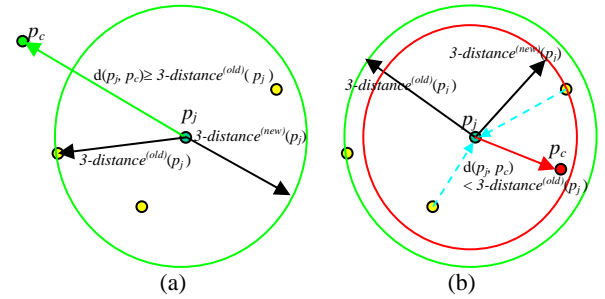 p_c
d(p_j, p_c) ≥ 3-distance^(old)( p_j )
p_j
3-distance^(new)(p_j)
3-distance^(old)(p_j)
(a)
3-distance^(new)(p_j)
3-distance^(old)(p_j)
p_j
p_c
d(p_j, p_c)
< 3-distance^(old)(p_j)
(b)